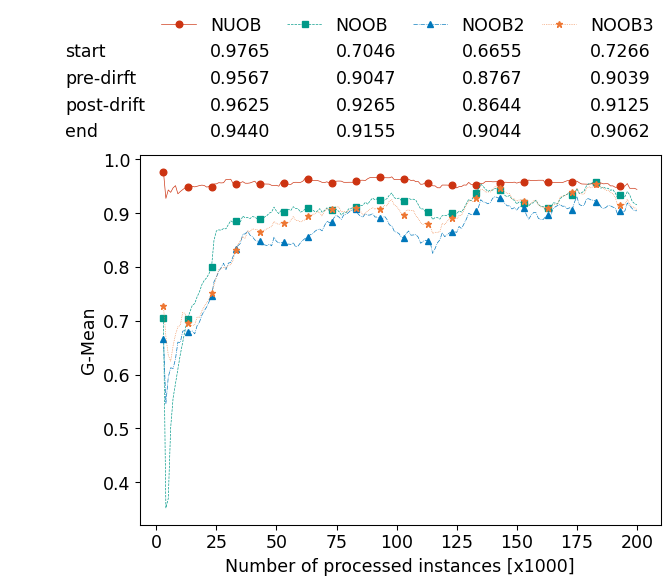 NUOB NOOB NOOB2 NOOB3
start 0.9765 0.7046 0.6655 0.7266
pre-dirft 0.9567 0.9047 0.8767 0.9039
post-drift 0.9625 0.9265 0.8644 0.9125
end 0.9440 0.9155 0.9044 0.9062
1.0
0.9
0.8
0.7
0.6
0.5
0.4
G-Mean
0 25 50 75 100 125 150 175 200
Number of processed instances [x1000]